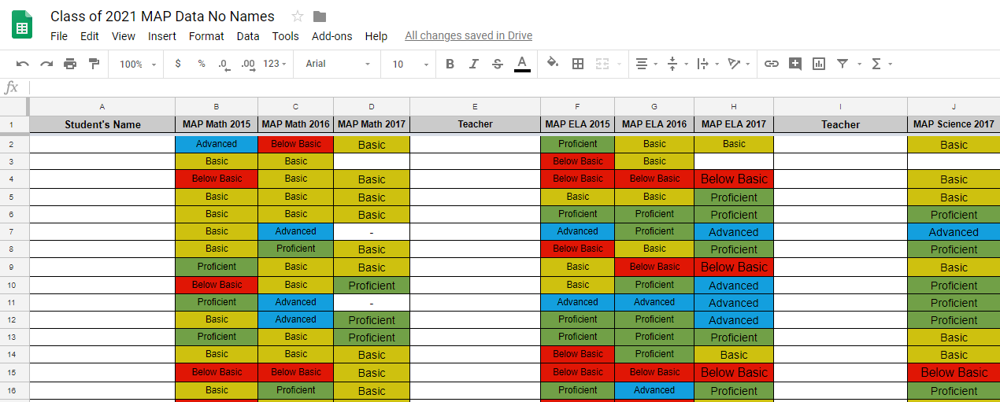 Class of 2021 MAP Data No Names
File Edit View Insert Format Data Tools Add-ons Help All changes saved in Drive
100% $ % .0 .00 123 Arial 10 B I S A Σ
fx
A B C D E F G H I J
1 Student's Name MAP Math 2015 MAP Math 2016 MAP Math 2017 Teacher MAP ELA 2015 MAP ELA 2016 MAP ELA 2017 Teacher MAP Science 2017
2 Advanced Below Basic Basic Proficient Basic Basic Basic
3 Basic Basic Below Basic Basic
4 Below Basic Basic Basic Below Basic Below Basic Below Basic Basic
5 Basic Basic Basic Basic Basic Proficient Basic
6 Basic Basic Basic Proficient Proficient Proficient Proficient
7 Basic Advanced - Advanced Proficient Advanced Advanced
8 Basic Proficient Basic Below Basic Basic Proficient Proficient
9 Proficient Basic Basic Basic Below Basic Below Basic Basic
10 Below Basic Basic Proficient Basic Proficient Advanced Proficient
11 Proficient Advanced - Advanced Advanced Advanced Proficient
12 Basic Advanced Proficient Proficient Proficient Advanced Proficient
13 Proficient Basic Proficient Proficient Proficient Proficient Basic
14 Basic Basic Basic Below Basic Proficient Basic Basic
15 Below Basic Below Basic Basic Below Basic Below Basic Below Basic Below Basic
16 Basic Proficient Basic Proficient Advanced Proficient Proficient